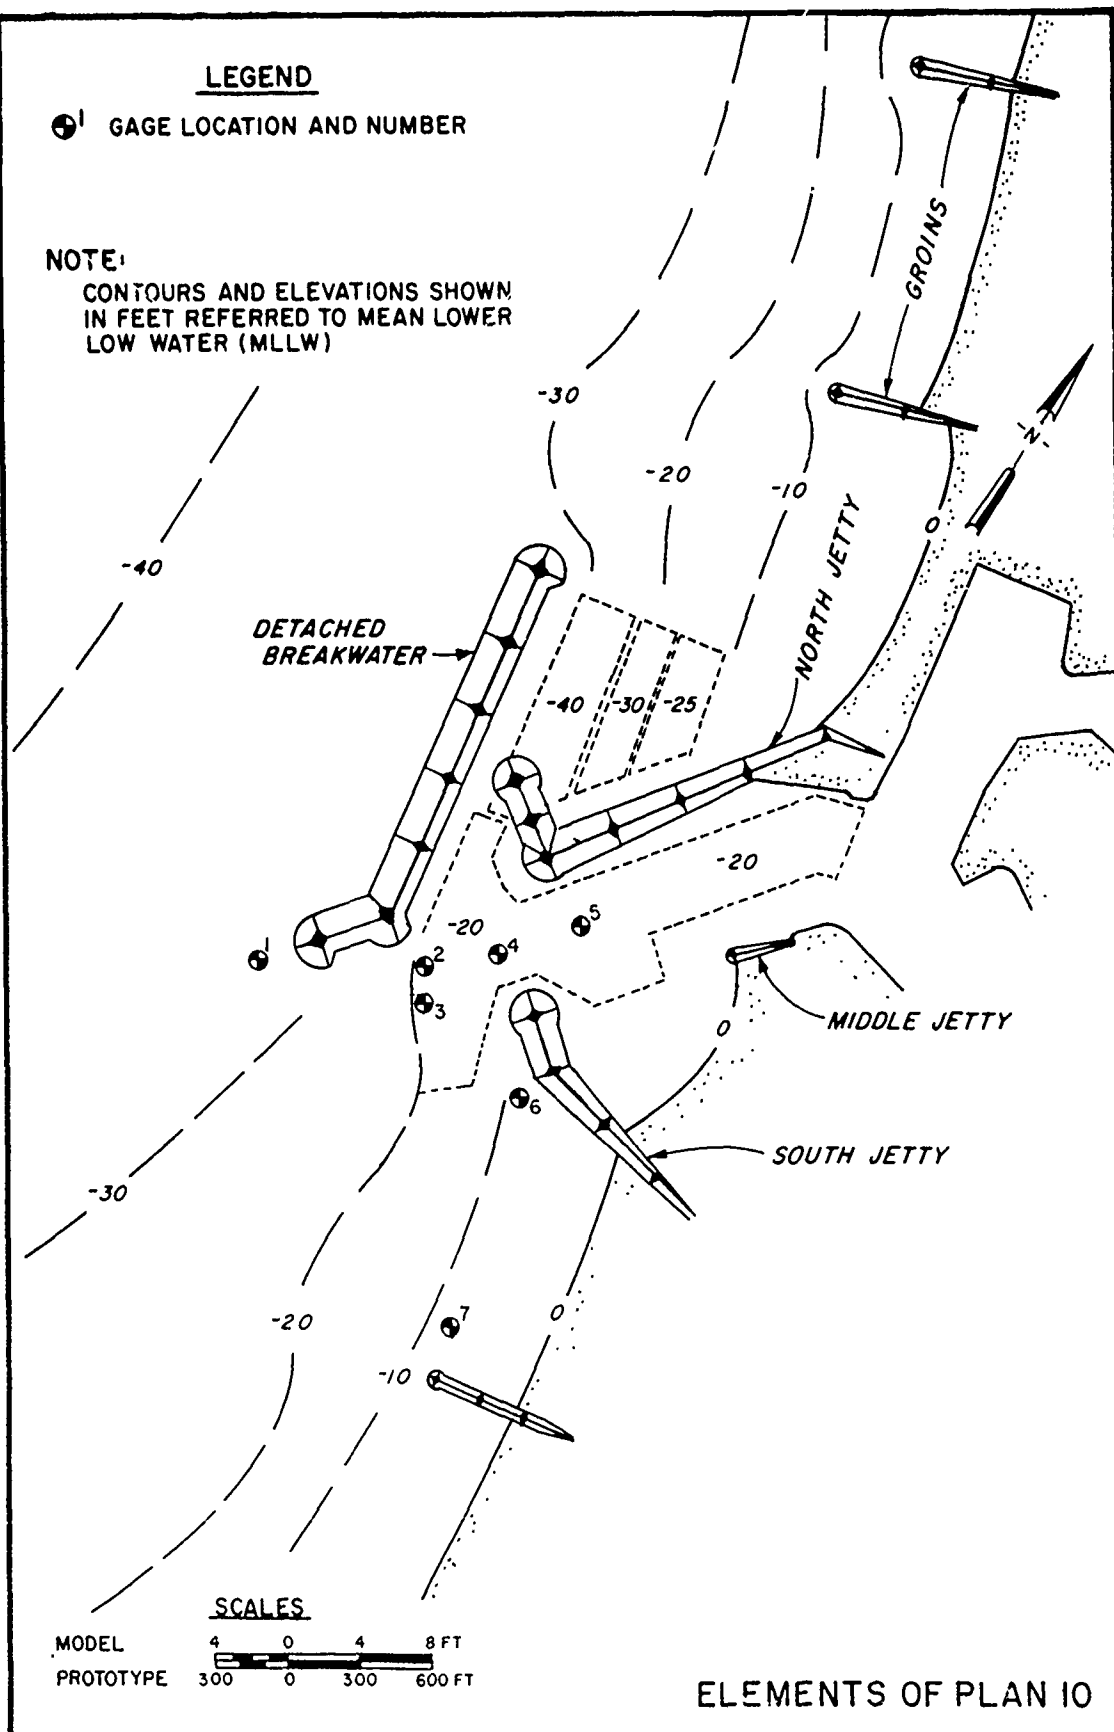 LEGEND
1 GAGE LOCATION AND NUMBER
NOTE:
CONTOURS AND ELEVATIONS SHOWN
IN FEET REFERRED TO MEAN LOWER
LOW WATER (MLLW)
GROINS
-30
-20
-10
-N-
0
-40
NORTH JETTY
DETACHED
BREAKWATER
-40
-30
-25
-20
-20
5
1
2
4
3
0
MIDDLE JETTY
6
SOUTH JETTY
-30
7
0
-20
-10
SCALES
MODEL 4 0 4 8 FT
PROTOTYPE 300 0 300 600 FT
ELEMENTS OF PLAN 10